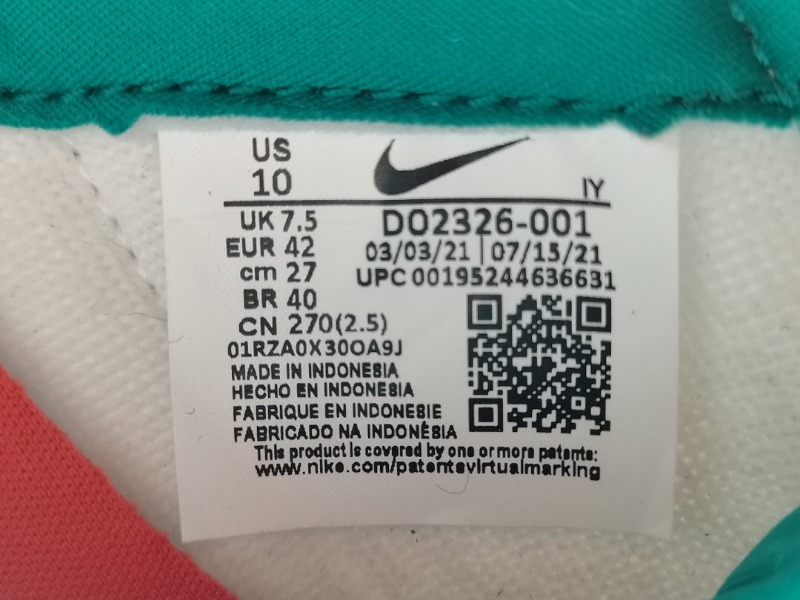 US
10
IY
UK 7.5
EUR 42
cm 27
BR 40
CN 270(2.5)
DO2326-001
03/03/21 | 07/15/21
UPC 00195244636631
01RZA0X30OA9J
MADE IN INDONESIA
HECHO EN INDONESIA
FABRIQUE EN INDONESIE
FABRICADO NA INDONÉSIA
This product is covered by one or more patents:
www.nike.com/patentsvirtualmarking